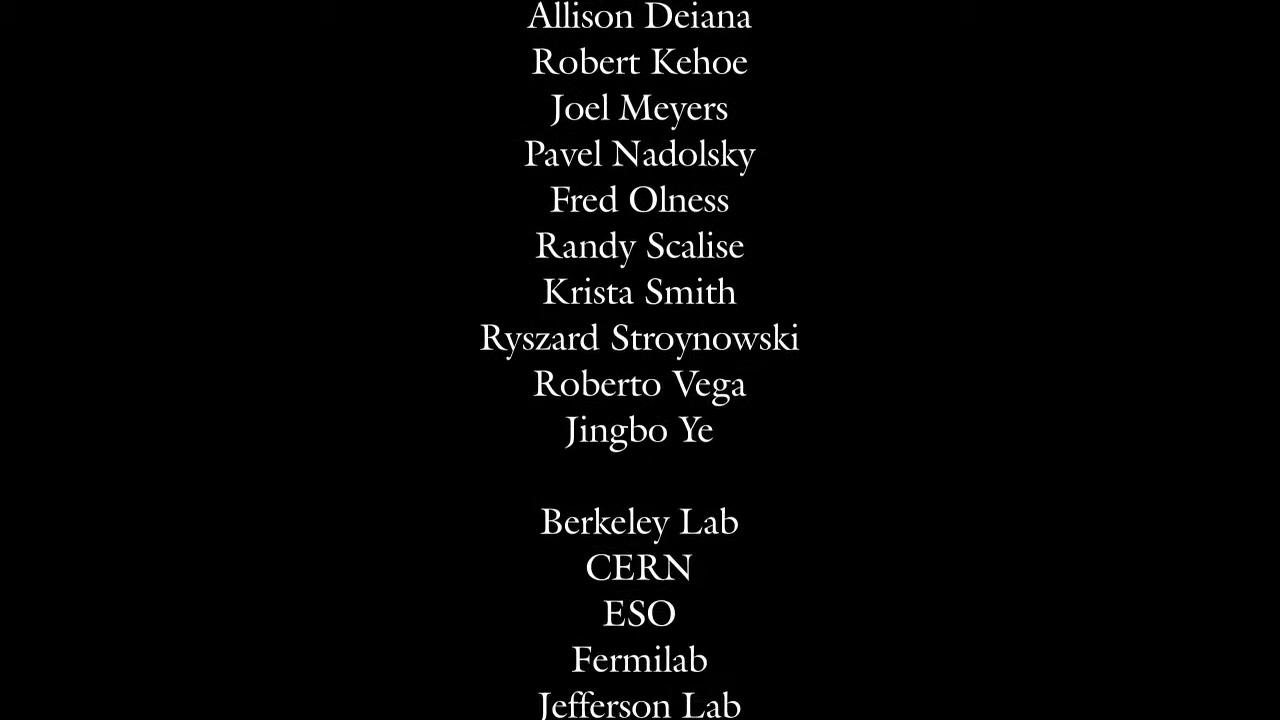 Allison Deiana
Robert Kehoe
Joel Meyers
Pavel Nadolsky
Fred Olness
Randy Scalise
Krista Smith
Ryszard Stroynowski
Roberto Vega
Jingbo Ye
Berkeley Lab
CERN
ESO
Fermilab
Jefferson Lab